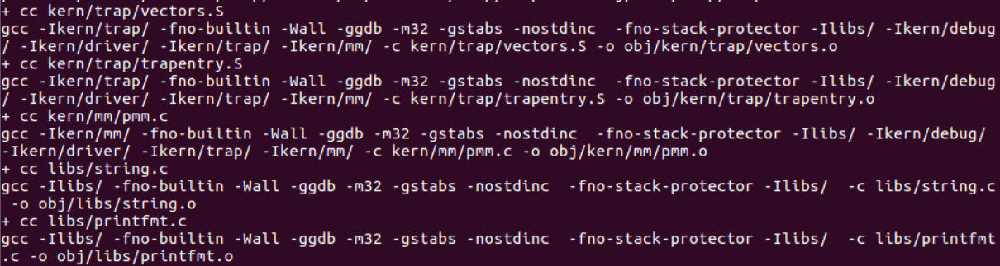 + cc kern/trap/vectors.S
gcc -Ikern/trap/ -fno-builtin -Wall -ggdb -m32 -gstabs -nostdinc  -fno-stack-protector -Ilibs/ -Ikern/debug
/ -Ikern/driver/ -Ikern/trap/ -Ikern/mm/ -c kern/trap/vectors.S -o obj/kern/trap/vectors.o
+ cc kern/trap/trapentry.S
gcc -Ikern/trap/ -fno-builtin -Wall -ggdb -m32 -gstabs -nostdinc  -fno-stack-protector -Ilibs/ -Ikern/debug
/ -Ikern/driver/ -Ikern/trap/ -Ikern/mm/ -c kern/trap/trapentry.S -o obj/kern/trap/trapentry.o
+ cc kern/mm/pmm.c
gcc -Ikern/mm/ -fno-builtin -Wall -ggdb -m32 -gstabs -nostdinc  -fno-stack-protector -Ilibs/ -Ikern/debug/
-Ikern/driver/ -Ikern/trap/ -Ikern/mm/ -c kern/mm/pmm.c -o obj/kern/mm/pmm.o
+ cc libs/string.c
gcc -Ilibs/ -fno-builtin -Wall -ggdb -m32 -gstabs -nostdinc  -fno-stack-protector -Ilibs/  -c libs/string.c
 -o obj/libs/string.o
+ cc libs/printfmt.c
gcc -Ilibs/ -fno-builtin -Wall -ggdb -m32 -gstabs -nostdinc  -fno-stack-protector -Ilibs/  -c libs/printfmt
.c -o obj/libs/printfmt.o